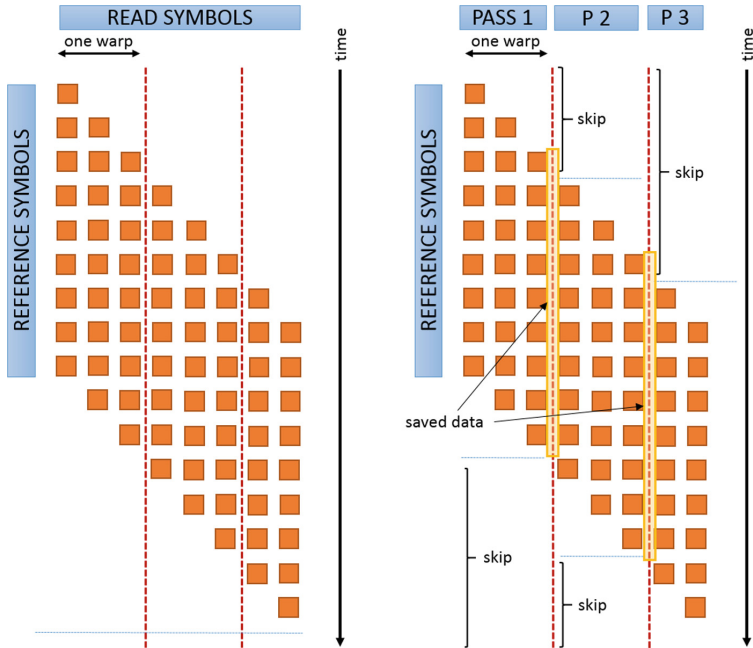 READ SYMBOLS
one warp
time
REFERENCE SYMBOLS
PASS 1
P 2
P 3
one warp
time
REFERENCE SYMBOLS
skip
skip
saved data
skip
skip